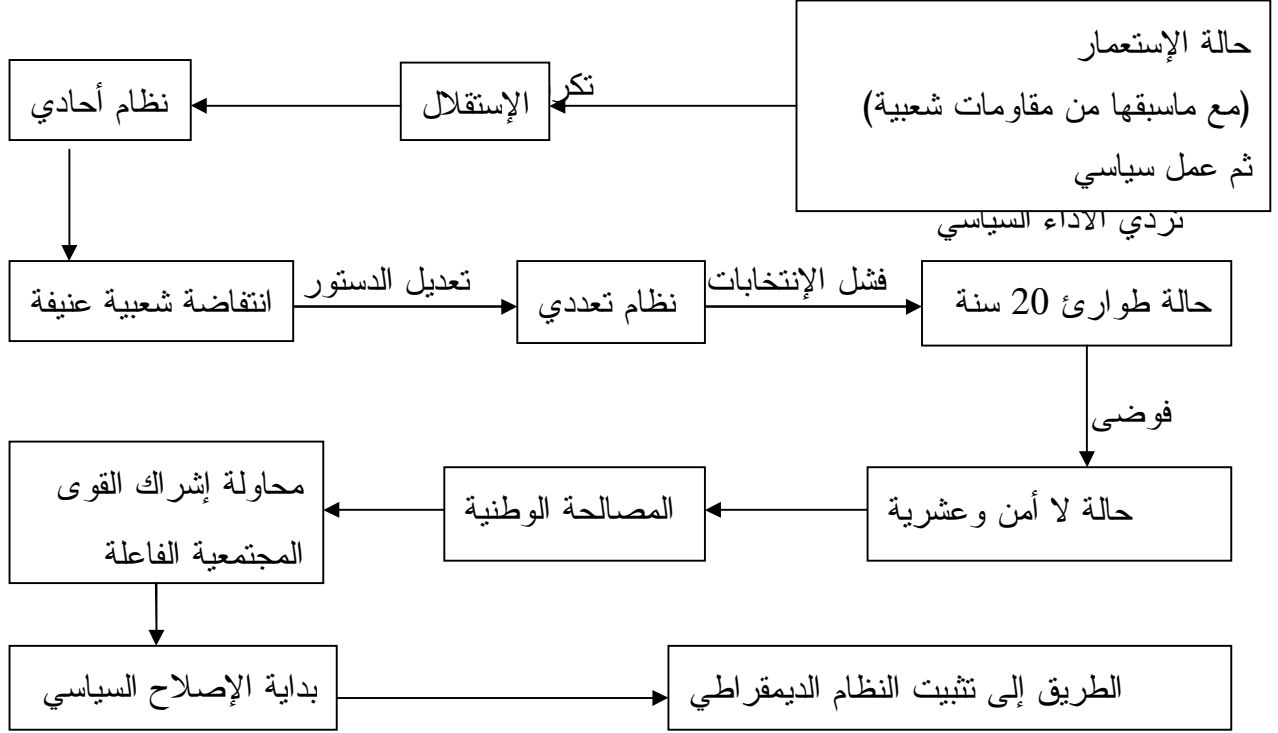 حالة الإستعمار
(مع ماسبقها من مقاومات شعبية)
ثم عمل سياسي
الإستقلال
نظام أحادي
تردي الأداء السياسي
انتفاضة شعبية عنيفة
تعديل الدستور
نظام تعددي
فشل الإنتخابات
حالة طوارئ 20 سنة
فوضى
حالة لا أمن وعشرية
المصالحة الوطنية
محاولة إشراك القوى
المجتمعية الفاعلة
بداية الإصلاح السياسي
الطريق إلى تثبيت النظام الديمقراطي